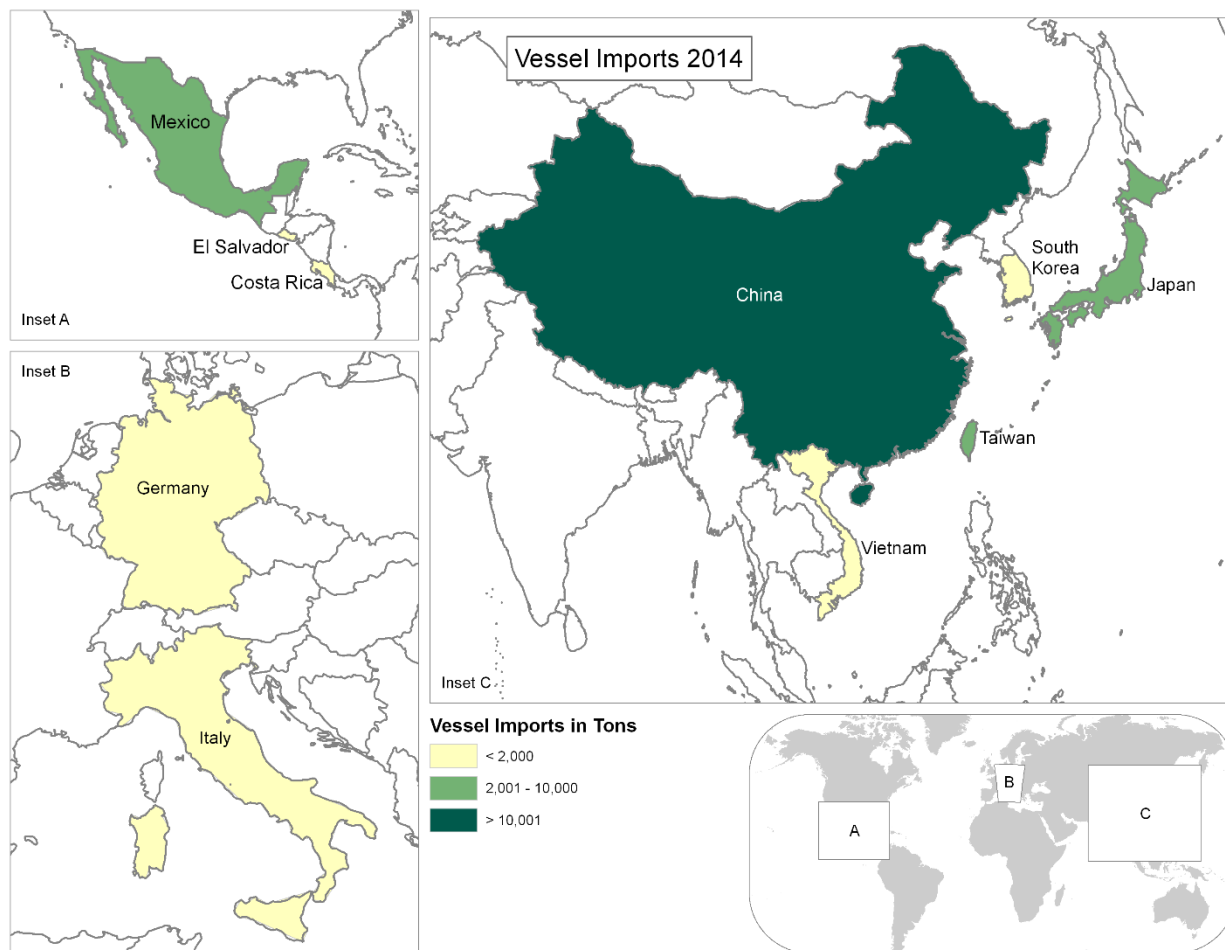 Vessel Imports 2014
Mexico
El Salvador
Costa Rica
Inset A
Inset B
Germany
Italy
China
South
Korea
Japan
Taiwan
Vietnam
Inset C
Vessel Imports in Tons
< 2,000
2,001 - 10,000
> 10,001
A
B
C